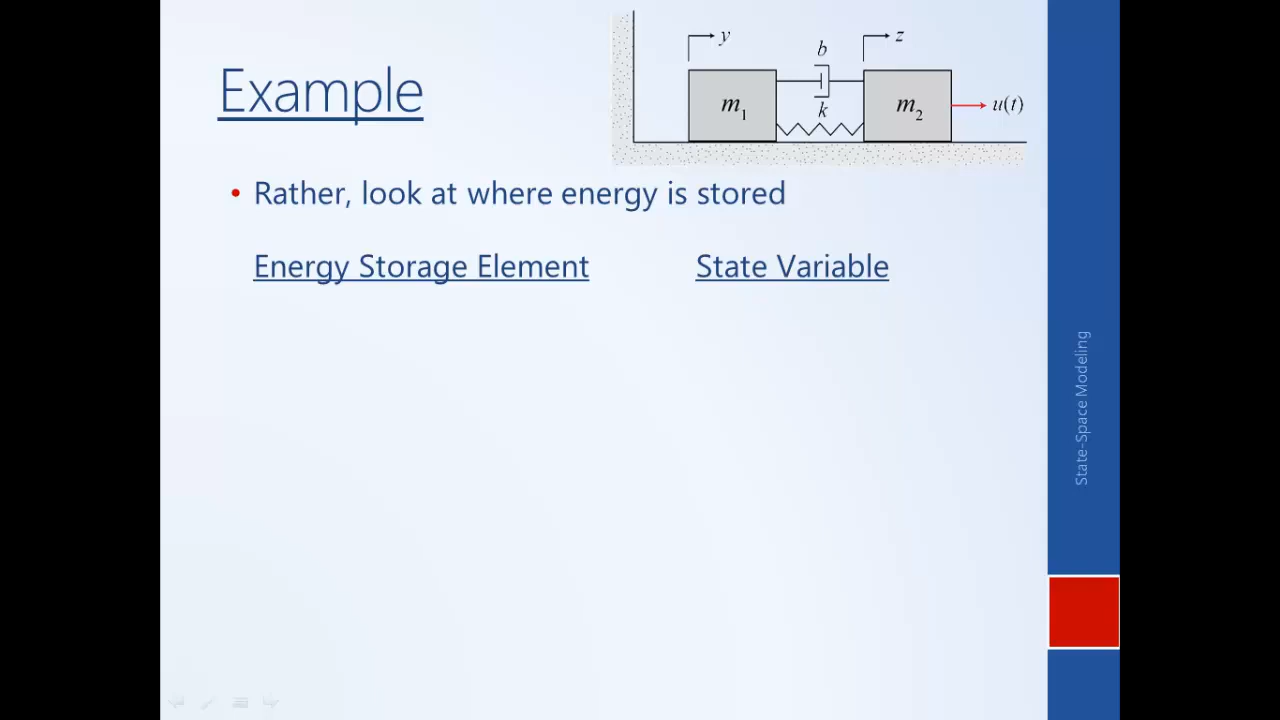 Example
y
b
z
m1
k
m2
u(t)
• Rather, look at where energy is stored
Energy Storage Element
State Variable
State-Space Modeling